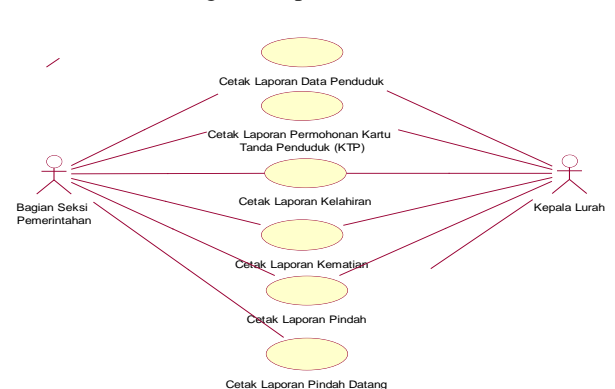 Cetak Laporan Data Penduduk
Cetak Laporan Permohonan Kartu
Tanda Penduduk (KTP)
Cetak Laporan Kelahiran
Bagian Seksi
Pemerintahan
Kepala Lurah
Cetak Laporan Kematian
Cetak Laporan Pindah
Cetak Laporan Pindah Datang